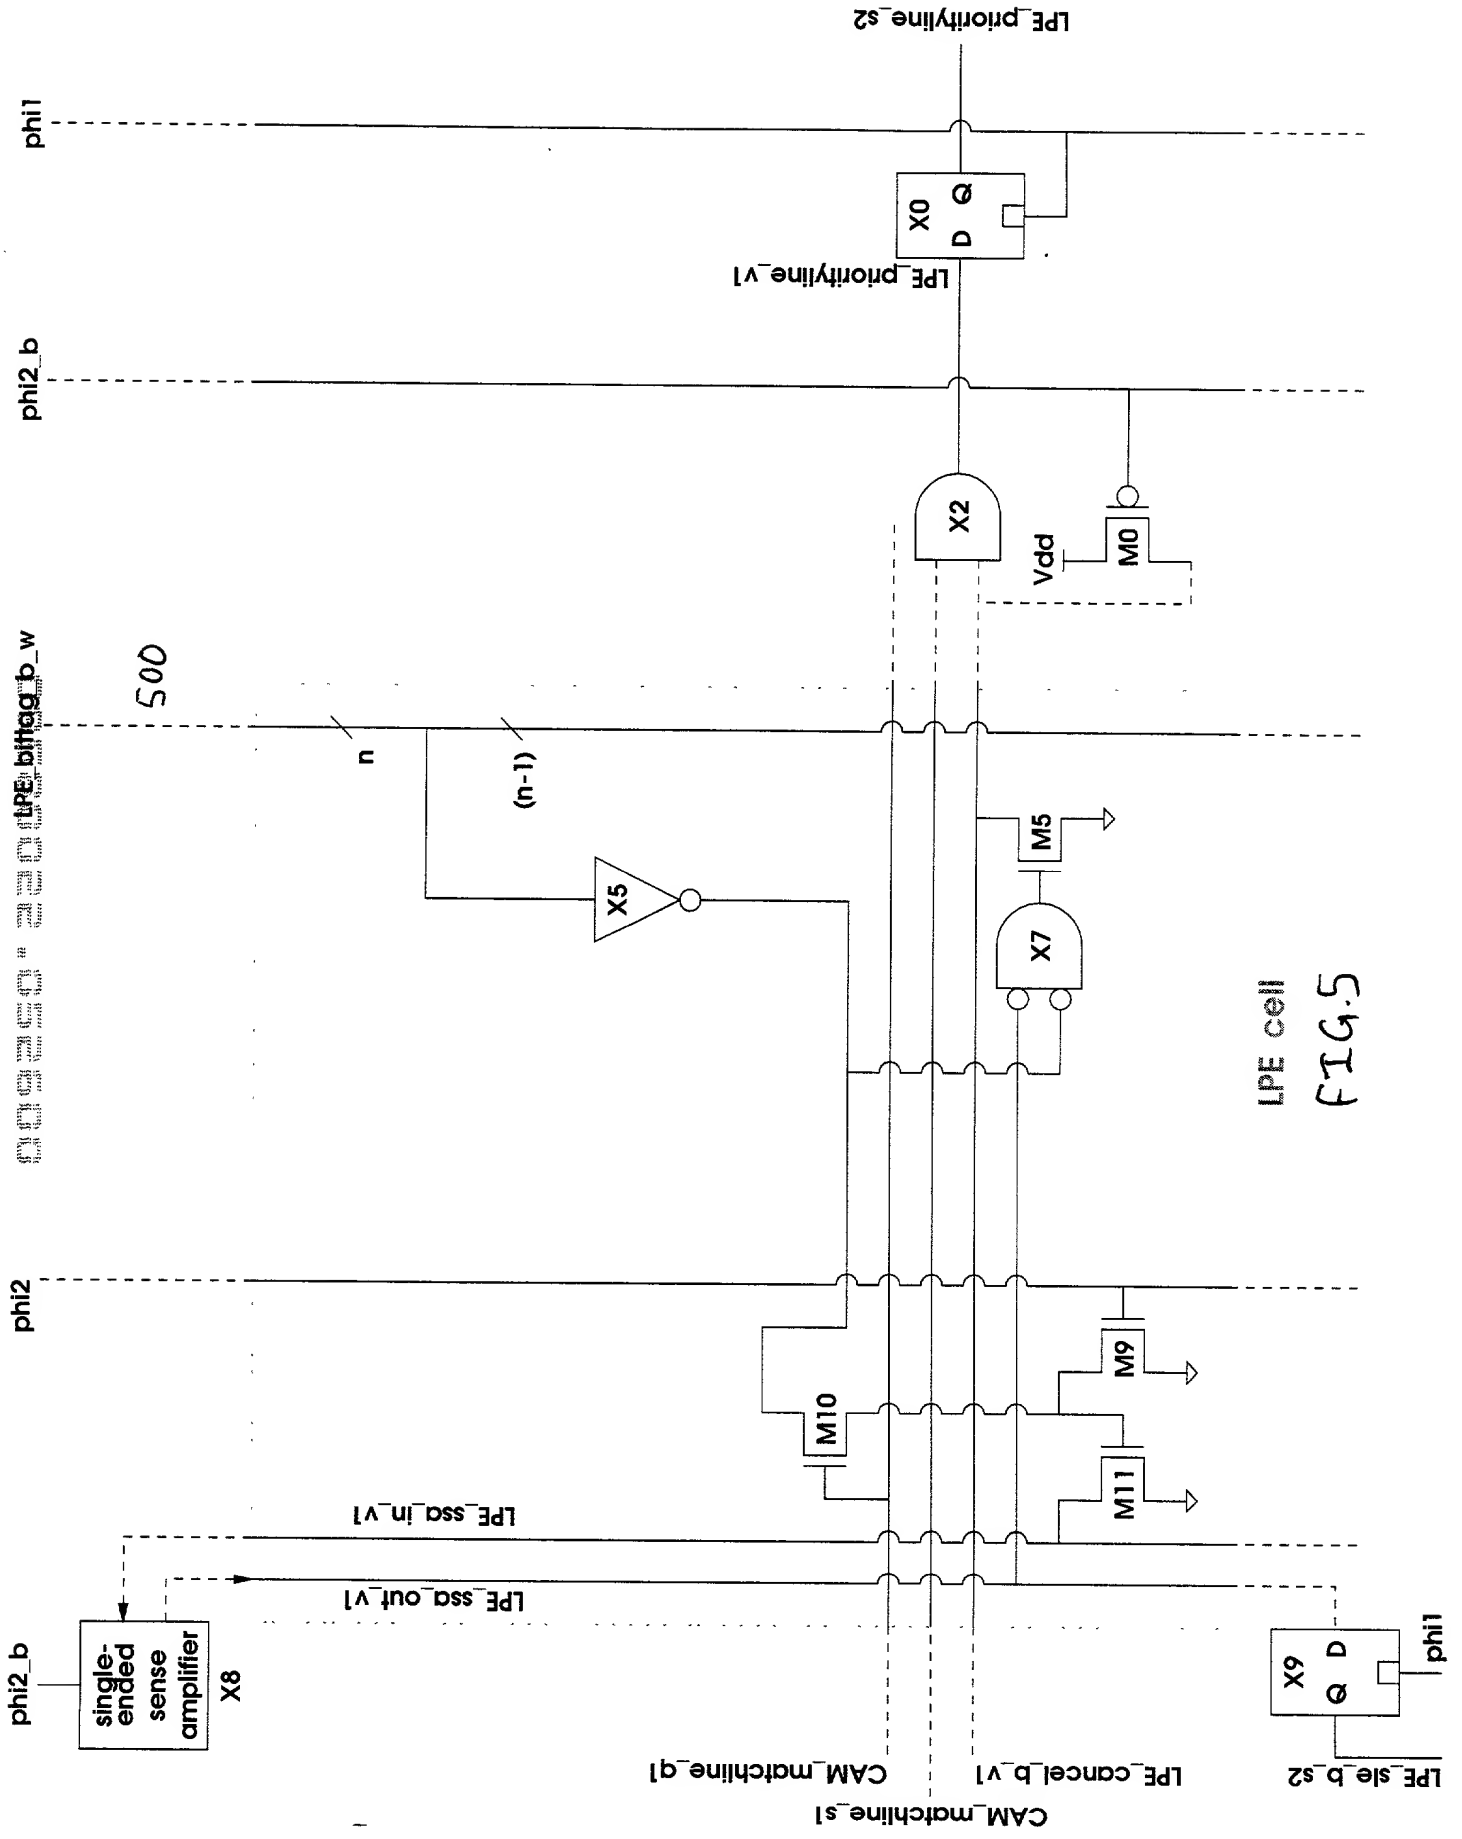 phi2_b
single-
ended
sense
amplifier
X8
phi2
LPE_bittag_b_w
500
phi2_b
phi1
LPE_ssa_in_v1
LPE_ssa_out_v1
n
(n-1)
X5
M10
CAM_matchline_q1
CAM_matchline_s1
LPE_cancel_b_v1
X7
M5
X2
Vdd
M0
LPE_priorityline_v1
X0
D
Q
LPE_priorityline_s2
M11
M9
X9
Q
D
phi1
LPE_sle_b_s2
LPE cell
FIG.5